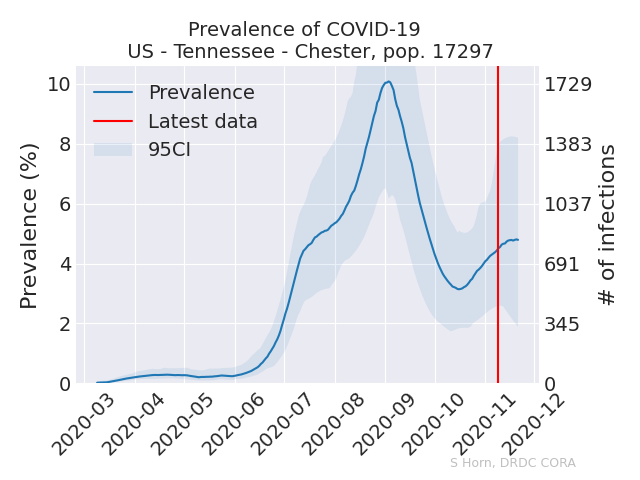 Prevalence of COVID-19
US - Tennessee - Chester, pop. 17297
Prevalence
Latest data
95CI
Prevalence (%)
10
8
6
4
2
0
1729
1383
1037
691
345
0
# of infections
2020-03
2020-04
2020-05
2020-06
2020-07
2020-08
2020-09
2020-10
2020-11
2020-12
S Horn, DRDC CORA